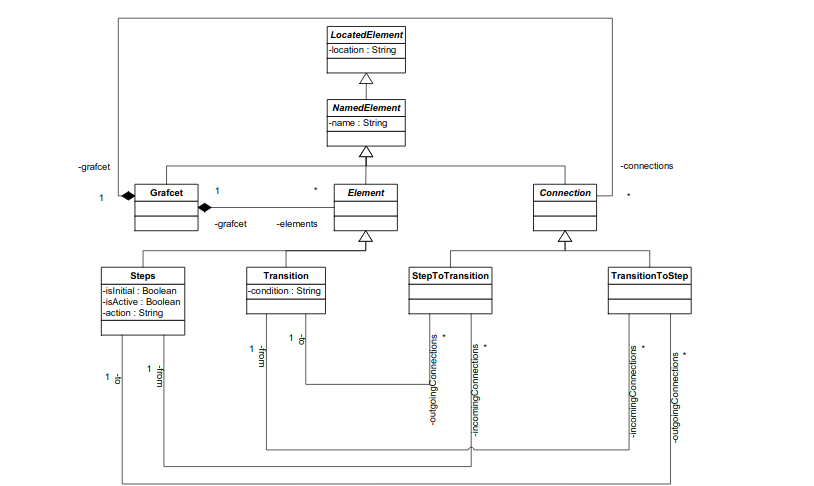 LocatedElement
-location : String
NamedElement
-name : String
-grafcet
-connections
1
Grafcet
1
*
Element
Connection
*
-grafcet
-elements
Steps
-isInitial : Boolean
-isActive : Boolean
-action : String
Transition
-condition : String
StepToTransition
TransitionToStep
1
-to
1
-from
1
-from
1
-to
*
-outgoingConnections
*
-incomingConnections
*
-incomingConnections
*
-outgoingConnections